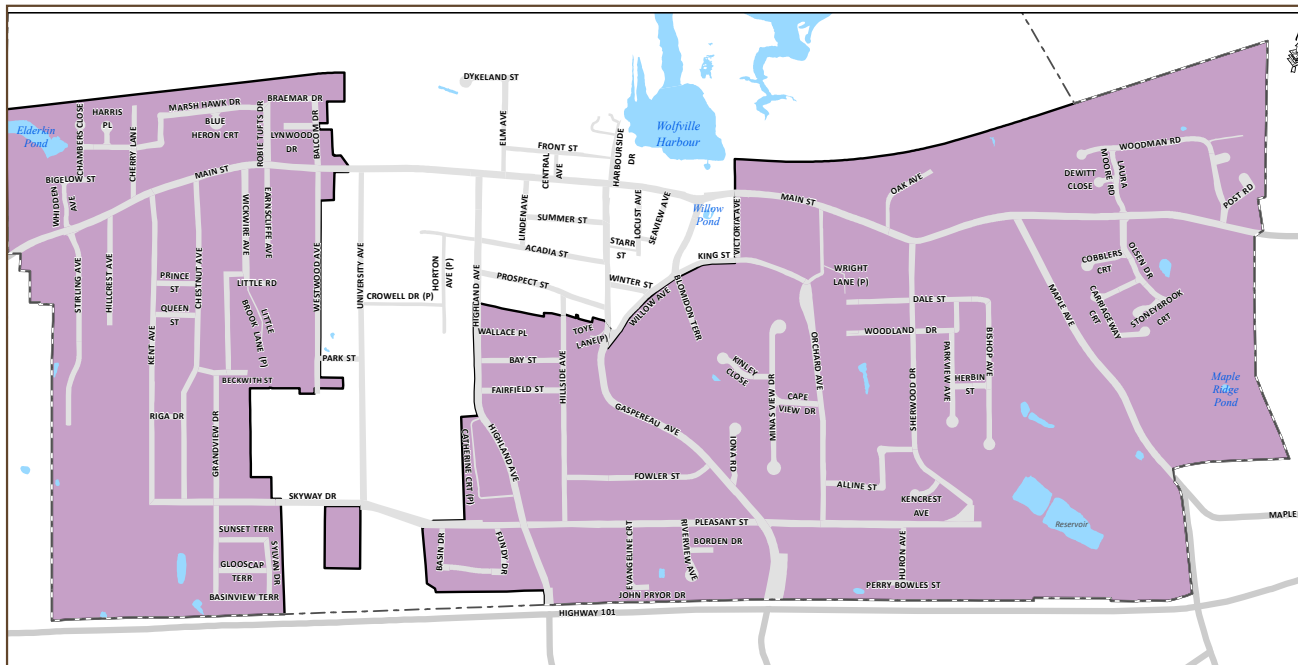 DYKELAND ST
HARRIS
PL
CHAMBERS CLOSE
MARSH HAWK DR
BLUE
HERON CRT
BRAEMAR DR
ROBIE TUFTS DR
LYNWOOD
DR
BALCOM DR
Elderkin
Pond
CHERRY LANE
BIGELOW ST
WHIDDEN
AVE
MAIN ST
ELM AVE
FRONT ST
CENTRAL
AVE
HARBOURSIDE
DR
Wolfville
Harbour
Willow
Pond
LINDEN AVE
SUMMER ST
LOCUST AVE
SEAVIEW AVE
STARR
ST
ACADIA ST
PROSPECT ST
WINTER ST
WILLOW AVE
KING ST
VICTORIA AVE
MAIN ST
OAK AVE
WOODMAN RD
DEWITT
CLOSE
LAURA
MOORE RD
POST RD
OLSEN DR
COBBLERS
CRT
CARRIAGEWAY
CRT
STONEYBROOK
CRT
MAPLE AVE
Maple
Ridge
Pond
STIRLING AVE
HILLCREST AVE
KENT AVE
PRINCE
ST
QUEEN
ST
CHESTNUT AVE
WICKWIRE AVE
EARNSCLIFFE AVE
LITTLE RD
LITTLE
BROOK LANE (P)
WESTWOOD AVE
UNIVERSITY AVE
CROWELL DR (P)
HORTON
AVE (P)
HIGHLAND AVE
PARK ST
BECKWITH ST
RIGA DR
GRANDVIEW DR
WALLACE PL
BAY ST
FAIRFIELD ST
HILLSIDE AVE
TOYE
LANE(P)
BLOMIDON TERR
GASPEREAU AVE
KINLEY
CLOSE
MINAS VIEW DR
CAPE
VIEW DR
ORCHARD AVE
WRIGHT
LANE (P)
DALE ST
WOODLAND DR
PARKVIEW AVE
HERBIN
ST
BISHOP AVE
SHERWOOD DR
IONA RD
FOWLER ST
ALLINE ST
KENCREST
AVE
Reservoir
CATHERINE CRT (P)
HIGHLAND AVE
SKYWAY DR
SUNSET TERR
GLOOSCAP
TERR
SYLVAN DR
BASINVIEW TERR
BASIN DR
FUNDY DR
PLEASANT ST
EVANGELINE CRT
RIVERVIEW AVE
BORDEN DR
JOHN PRYOR DR
HURON AVE
PERRY BOWLES ST
HIGHWAY 101
MAPLE